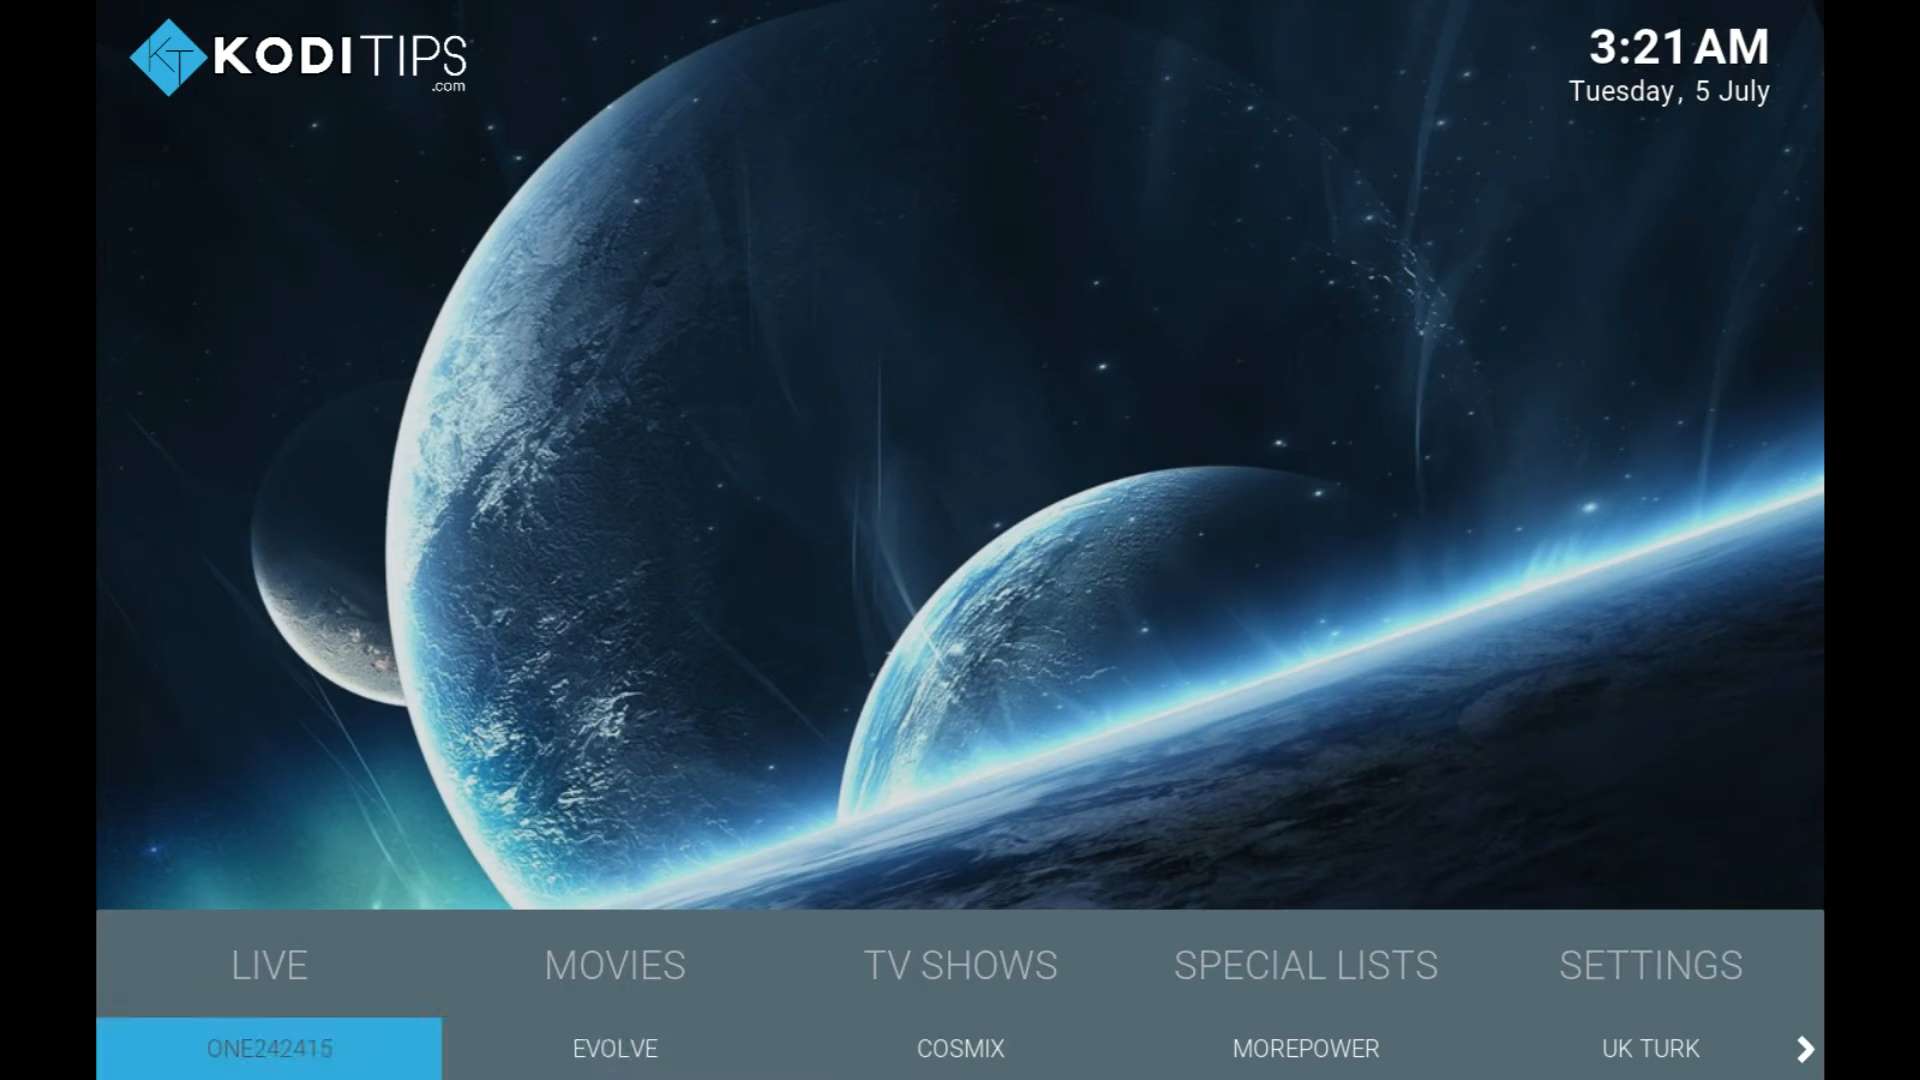 KT KODITIPS
.com
3:21 AM
Tuesday, 5 July
LIVE MOVIES TV SHOWS SPECIAL LISTS SETTINGS
ONE242415 EVOLVE COSMIX MOREPOWER UK TURK